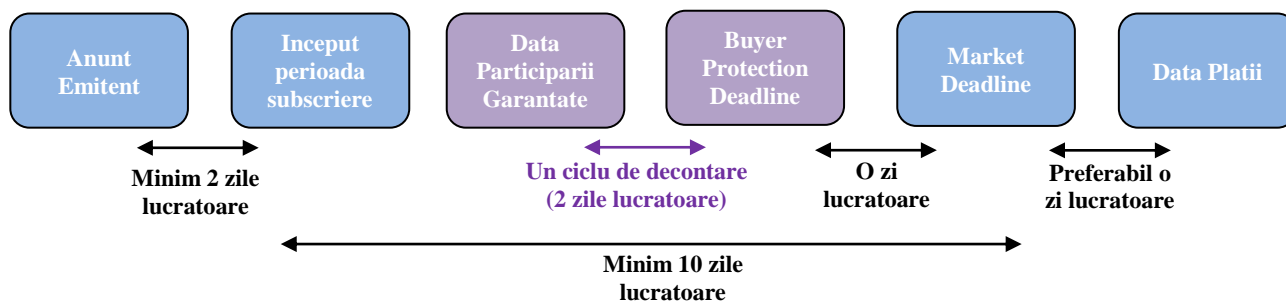 Anunt
Emitent
Inceput
perioada
subscriere
Data
Participarii
Garantate
Buyer
Protection
Deadline
Market
Deadline
Data Platii
Minim 2 zile
lucratoare
Un ciclu de decontare
(2 zile lucratoare)
O zi
lucratoare
Preferabil o
zi lucratoare
Minim 10 zile
lucratoare